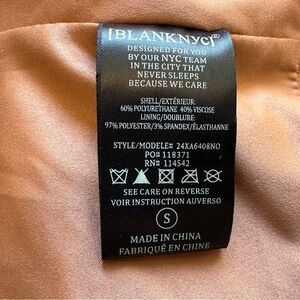 [BLANKNYC]®
DESIGNED FOR YOU
BY OUR NYC TEAM
IN THE CITY THAT
NEVER SLEEPS
BECAUSE WE CARE
SHELL/EXTÉRIEUR:
60% POLYURETHANE 40% VISCOSE
LINING/DOUBLURE:
97% POLYESTER/3% SPANDEX/ÉLASTHANNE
STYLE/MODELE# 24XA6408NO
PO# 118371
RN# 114542
SEE CARE ON REVERSE
VOIR INSTRUCTION AUVERSO
S
MADE IN CHINA
FABRIQUÉ EN CHINE